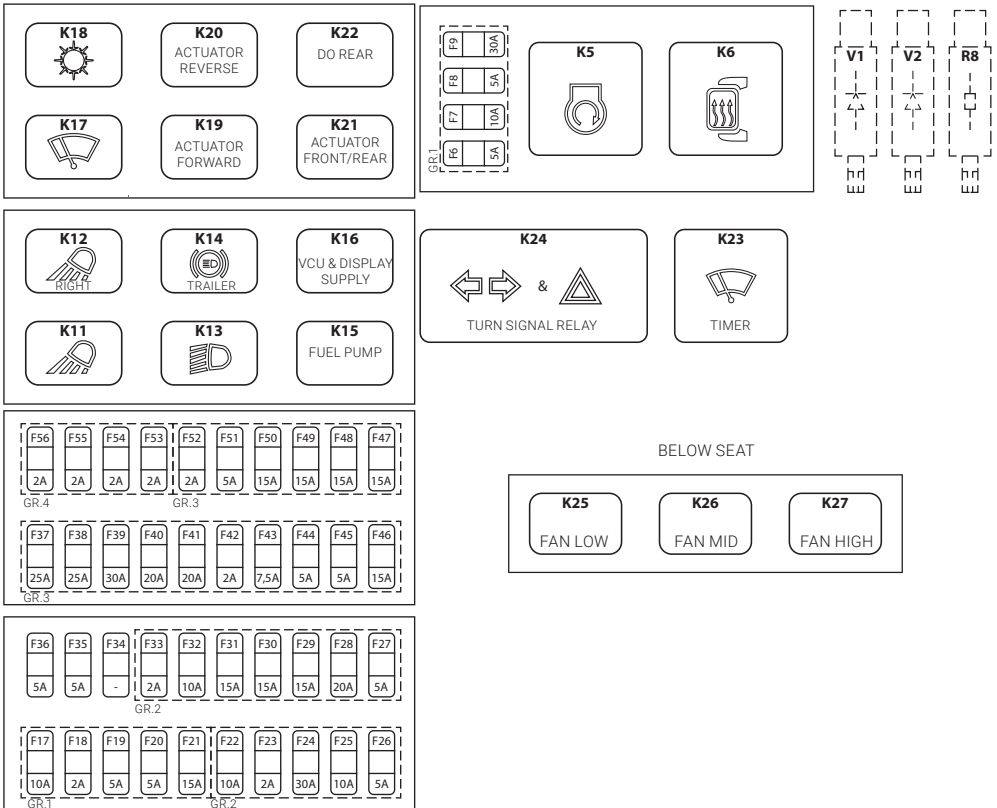 K18
K20
ACTUATOR
REVERSE
K22
DO REAR
K17
K19
ACTUATOR
FORWARD
K21
ACTUATOR
FRONT/REAR
F9 30A
F8 5A
F7 10A
F6 5A
GR.1
K5
K6
V1
V2
R8
K12
RIGHT
K14
TRAILER
K16
VCU & DISPLAY
SUPPLY
K11
K13
K15
FUEL PUMP
K24
&
TURN SIGNAL RELAY
K23
TIMER
F56 F55 F54 F53 F52 F51 F50 F49 F48 F47
2A 2A 2A 2A 2A 5A 15A 15A 15A 15A
GR.4 GR.3
F37 F38 F39 F40 F41 F42 F43 F44 F45 F46
25A 25A 30A 20A 20A 2A 7,5A 5A 5A 15A
GR.3
BELOW SEAT
K25
FAN LOW
K26
FAN MID
K27
FAN HIGH
F36 F35 F34 F33 F32 F31 F30 F29 F28 F27
5A 5A - 2A 10A 15A 15A 15A 20A 5A
GR.2
F17 F18 F19 F20 F21 F22 F23 F24 F25 F26
10A 2A 5A 5A 15A 10A 2A 30A 10A 5A
GR.1 GR.2